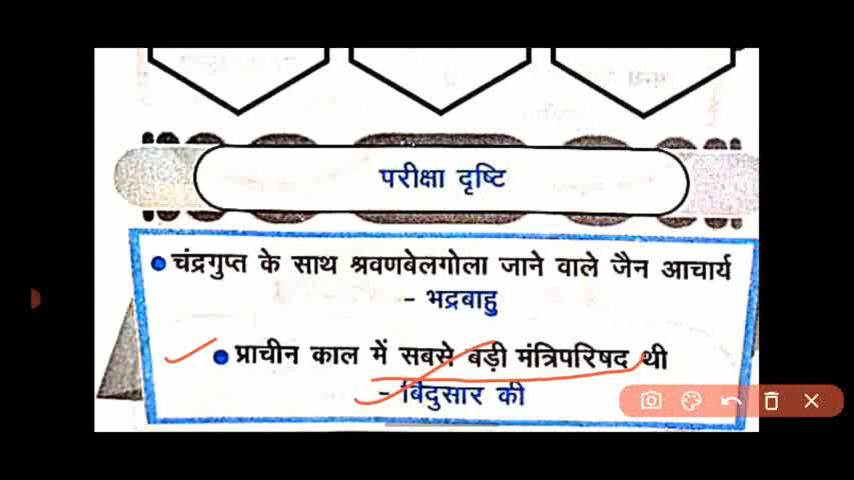 परीक्षा दृष्टि
चंद्रगुप्त के साथ श्रवणबेलगोला जाने वाले जैन आचार्य
- भद्रबाहु
प्राचीन काल में सबसे बड़ी मंत्रिपरिषद थी
- बिंदुसार की